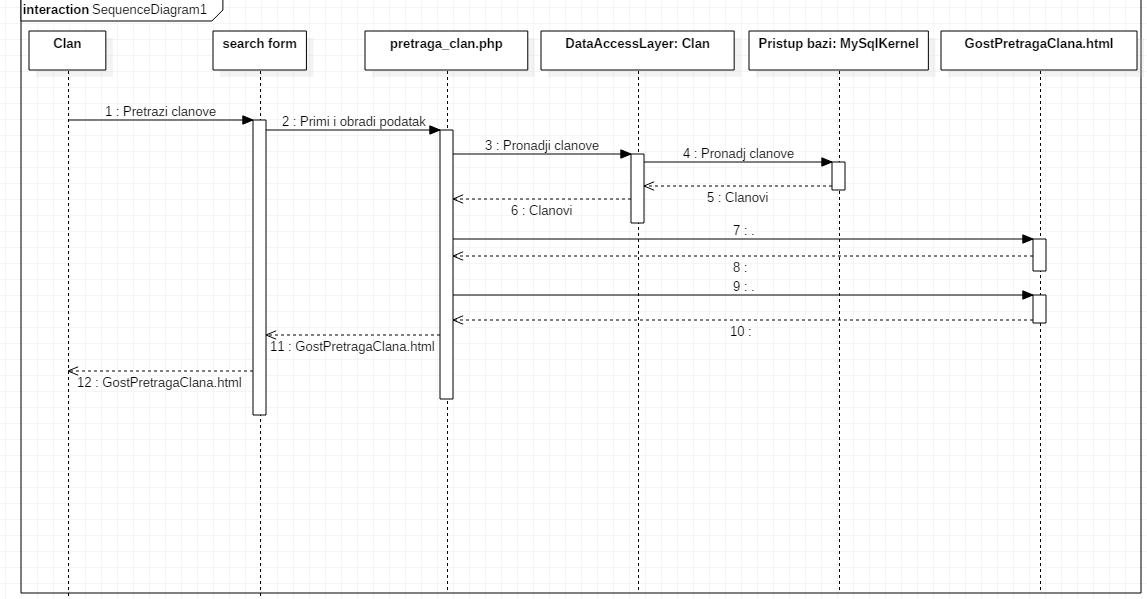 interaction SequenceDiagram1
Clan
search form
pretraga_clan.php
DataAccessLayer: Clan
Pristup bazi: MySqlKernel
GostPretragaClana.html
1 : Pretrazi clanove
2 : Primi i obradi podatak
3 : Pronadji clanove
4 : Pronadj clanove
5 : Clanovi
6 : Clanovi
7 : .
8 :
9 : .
10 :
11 : GostPretragaClana.html
12 : GostPretragaClana.html